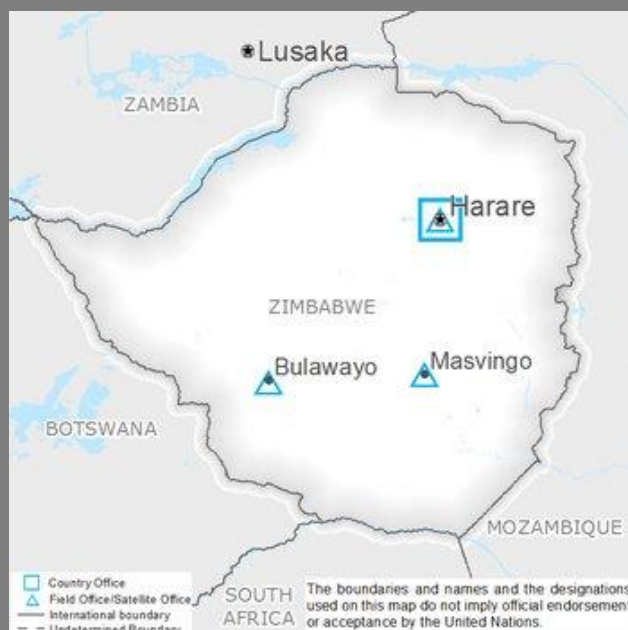 Lusaka
ZAMBIA
Harare
ZIMBABWE
Bulawayo
Masvingo
BOTSWANA
MOZAMBIQUE
SOUTH
AFRICA
Country Office
Field Office/Satellite Office
International boundary
Undetermined Boundary
The boundaries and names and the designations
used on this map do not imply official endorsement
or acceptance by the United Nations.